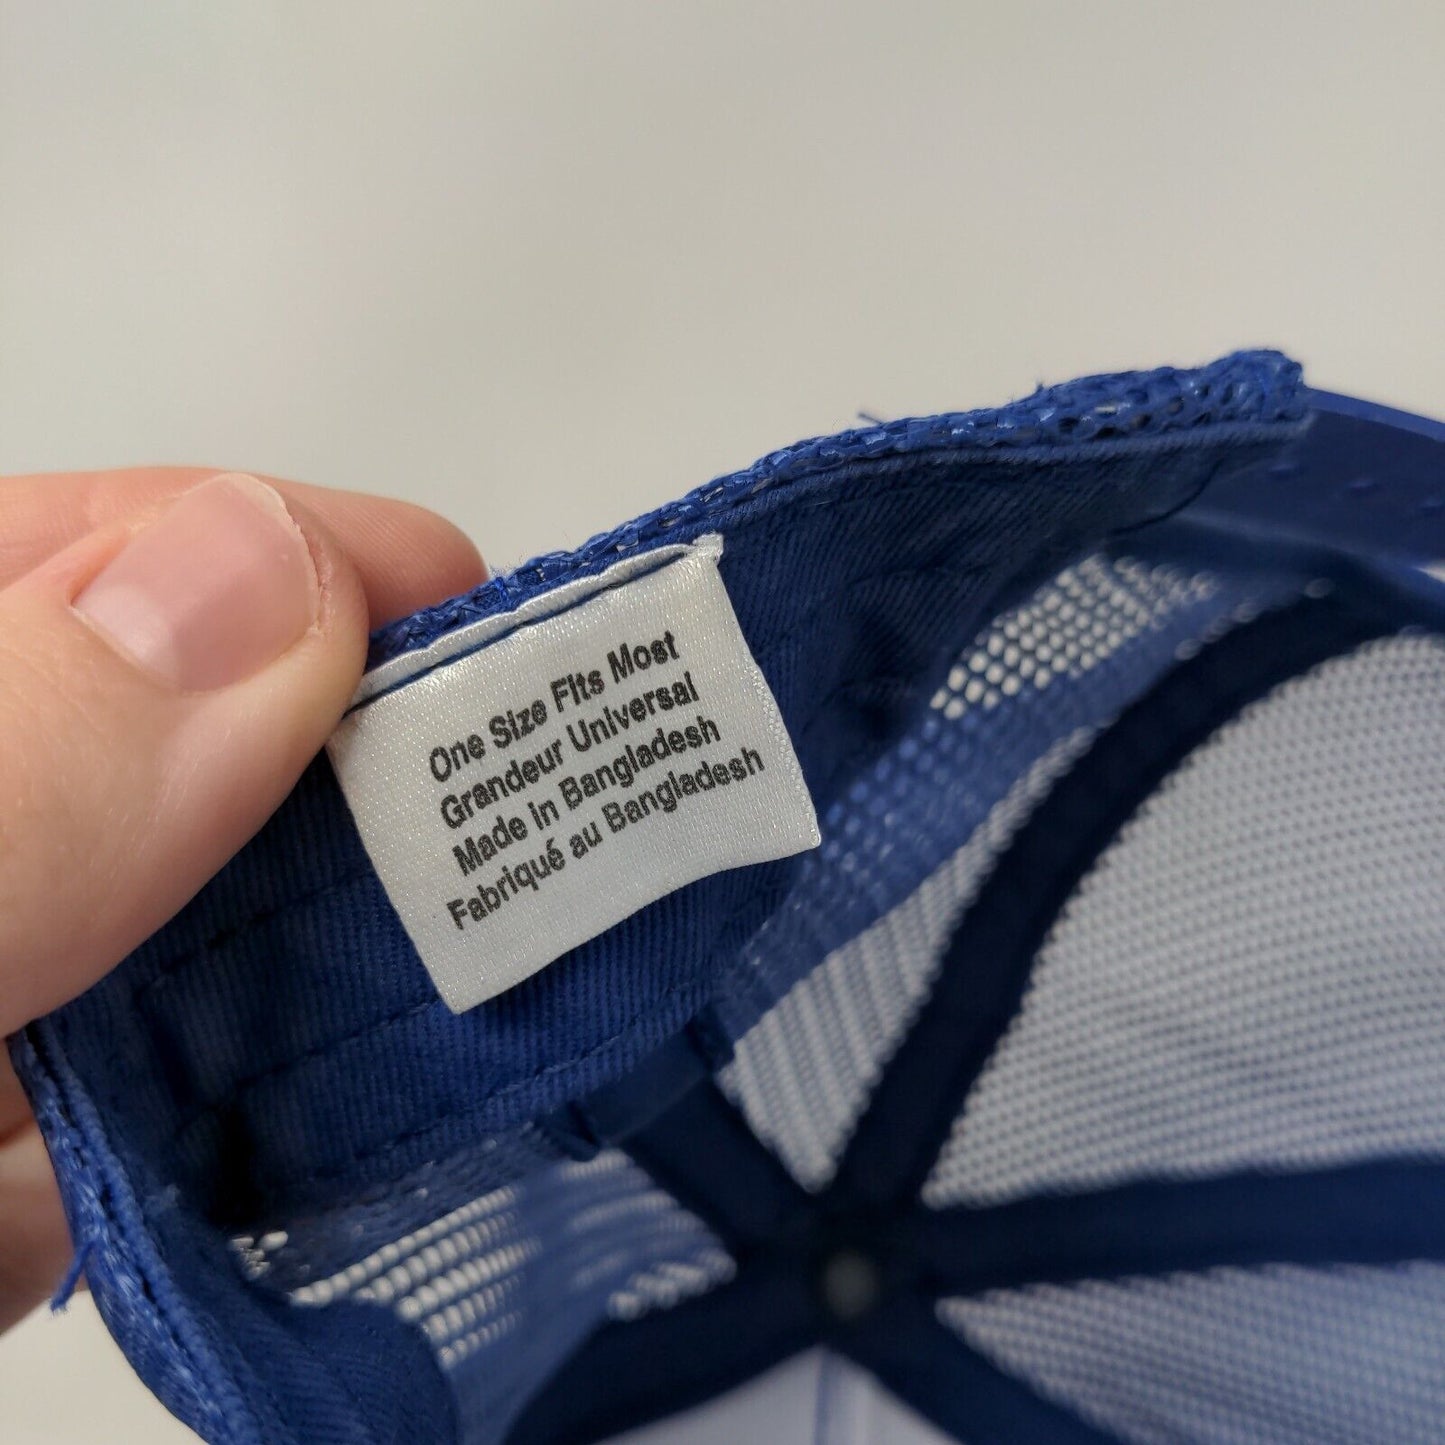 One Size Fits Most
Grandeur Universal
Made In Bangladesh
Fabriqué au Bangladesh